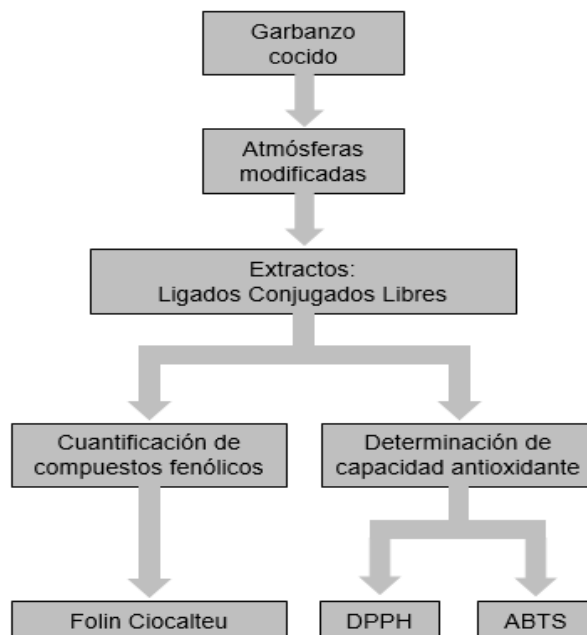 Garbanzo
cocido
Atmósferas
modificadas
Extractos:
Ligados Conjugados Libres
Cuantificación de
compuestos fenólicos
Determinación de
capacidad antioxidante
Folin Ciocalteu
DPPH
ABTS